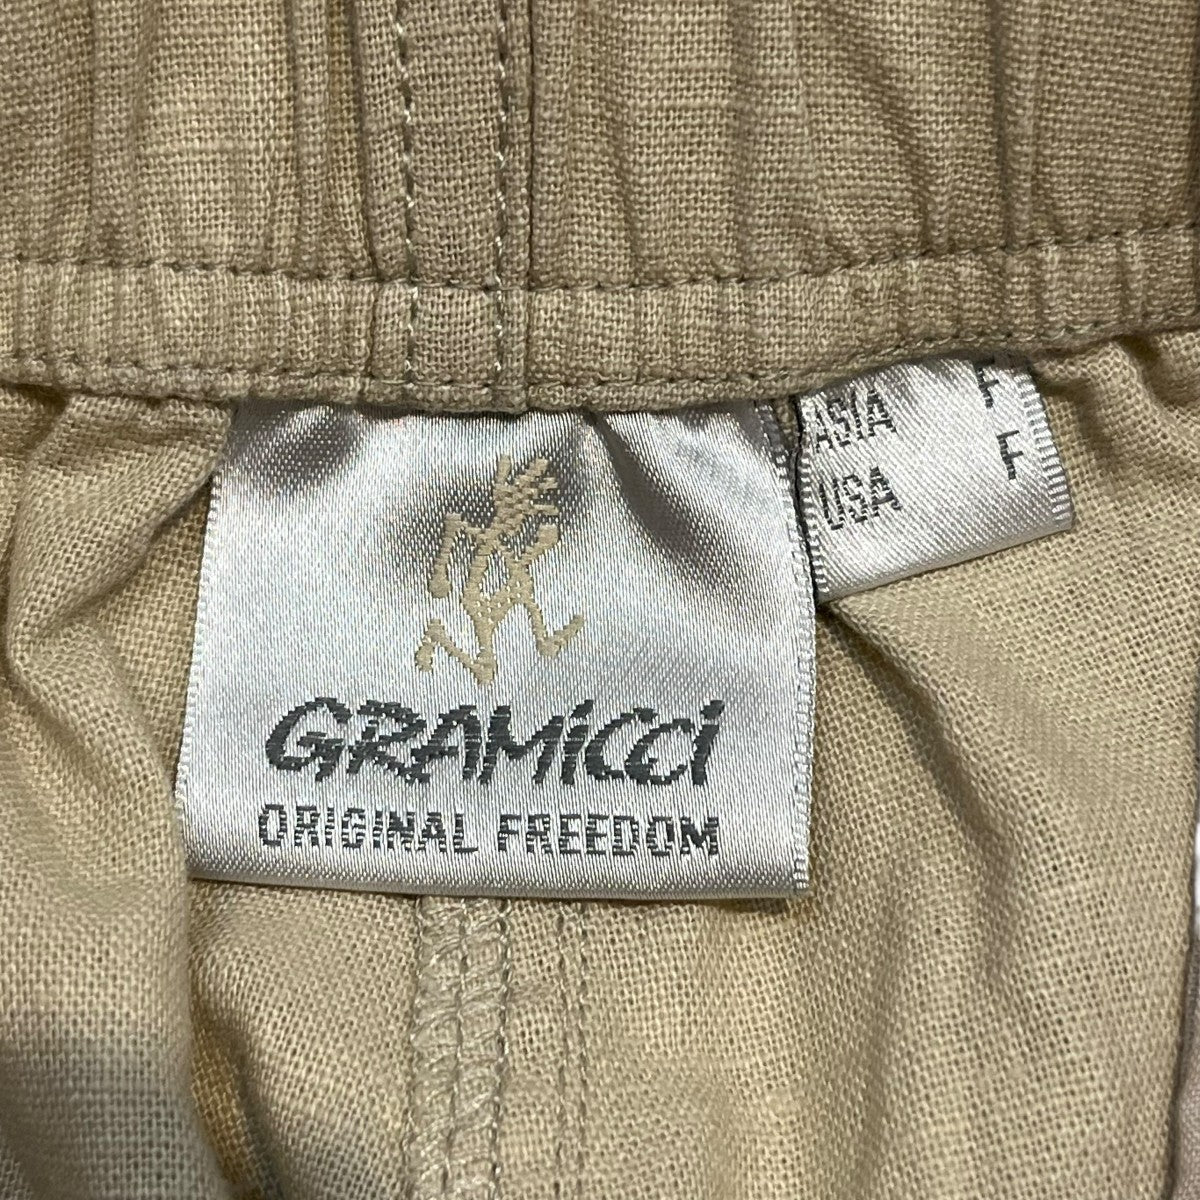 GRAMiCCi
ORIGINAL FREEDOM
ASIA F
USA F